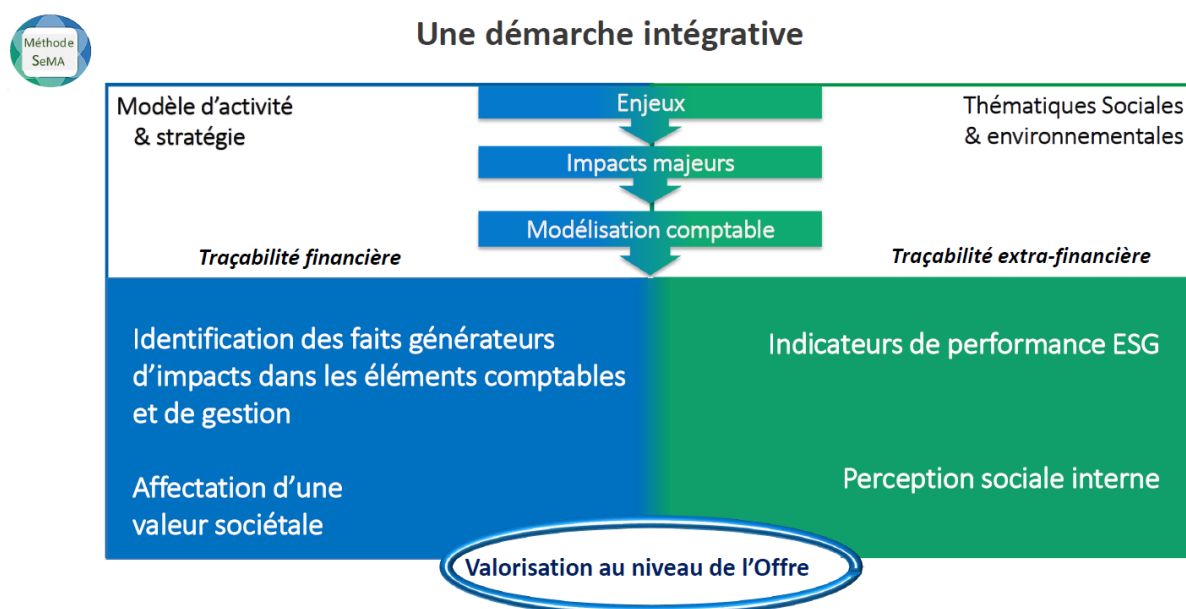 Méthode
SeMA
Une démarche intégrative
Modèle d’activité
& stratégie
Enjeux
Thématiques Sociales
& environnementales
Impacts majeurs
Modélisation comptable
Traçabilité financière
Traçabilité extra-financière
Identification des faits générateurs
d’impacts dans les éléments comptables
et de gestion
Indicateurs de performance ESG
Affectation d’une
valeur sociétale
Perception sociale interne
Valorisation au niveau de l’Offre